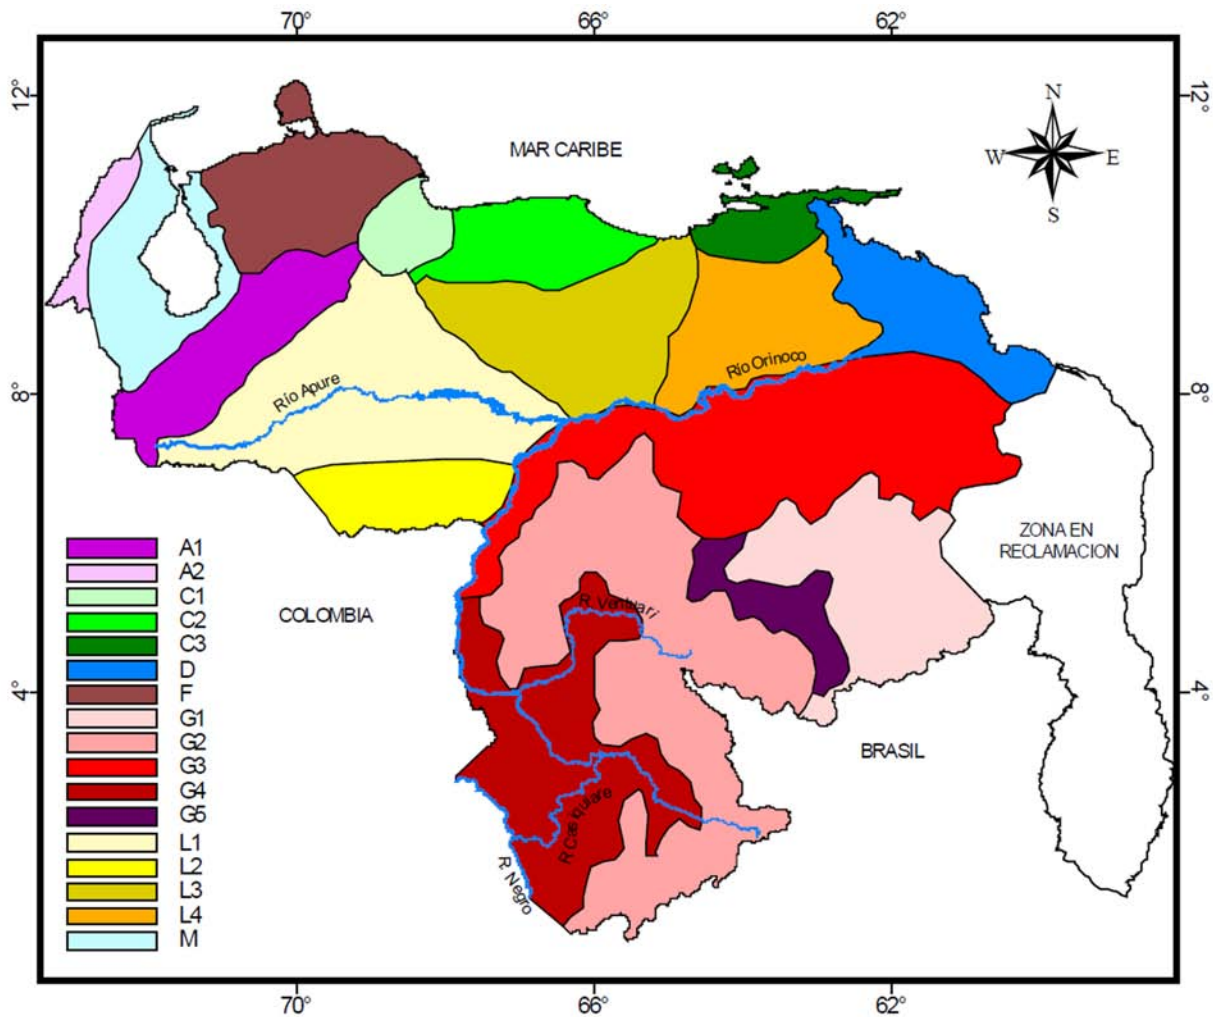 70° 66° 62°
12° 12°
N
W E
S
MAR CARIBE
Río Apure
Río Orinoco
8° 8°
ZONA EN
RECLAMACION
COLOMBIA
R. Ventuari
4° 4°
BRASIL
R Casiquiare
R. Negro
A1
A2
C1
C2
C3
D
F
G1
G2
G3
G4
G5
L1
L2
L3
L4
M
70° 66° 62°